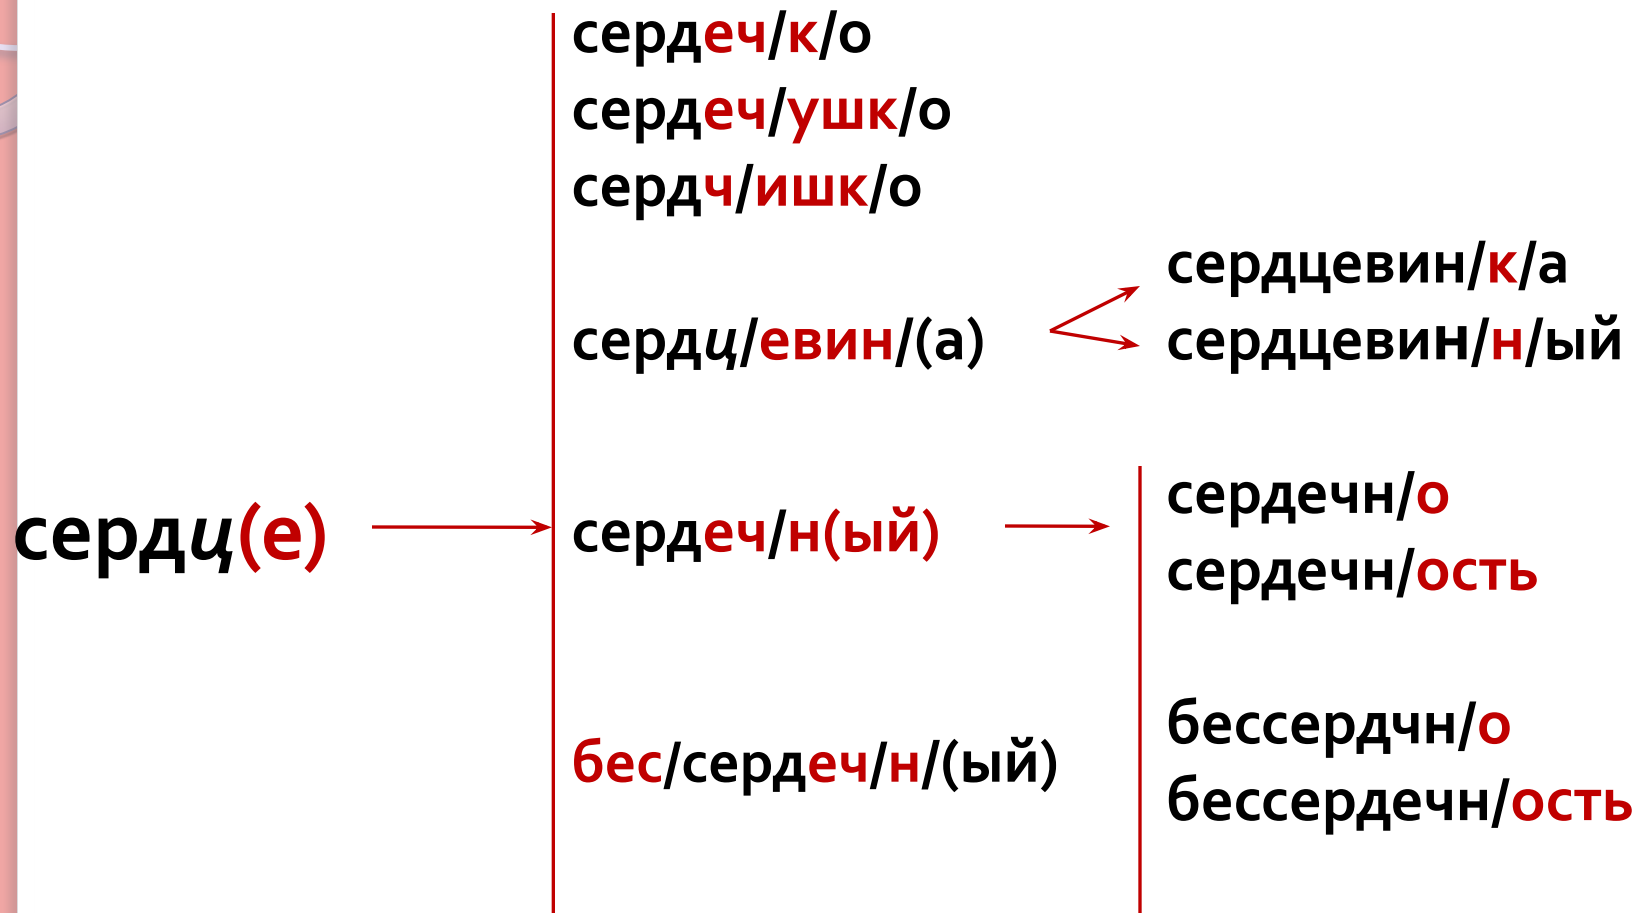 сердеч/к/о
сердеч/ушк/о
сердч/ишк/о
сердц/евин/(а)
сердцевин/к/а
сердцевин/н/ый
сердц(е)
сердеч/н(ый)
сердечн/о
сердечн/ость
бес/сердеч/н/(ый)
бессердчн/о
бессердечн/ость